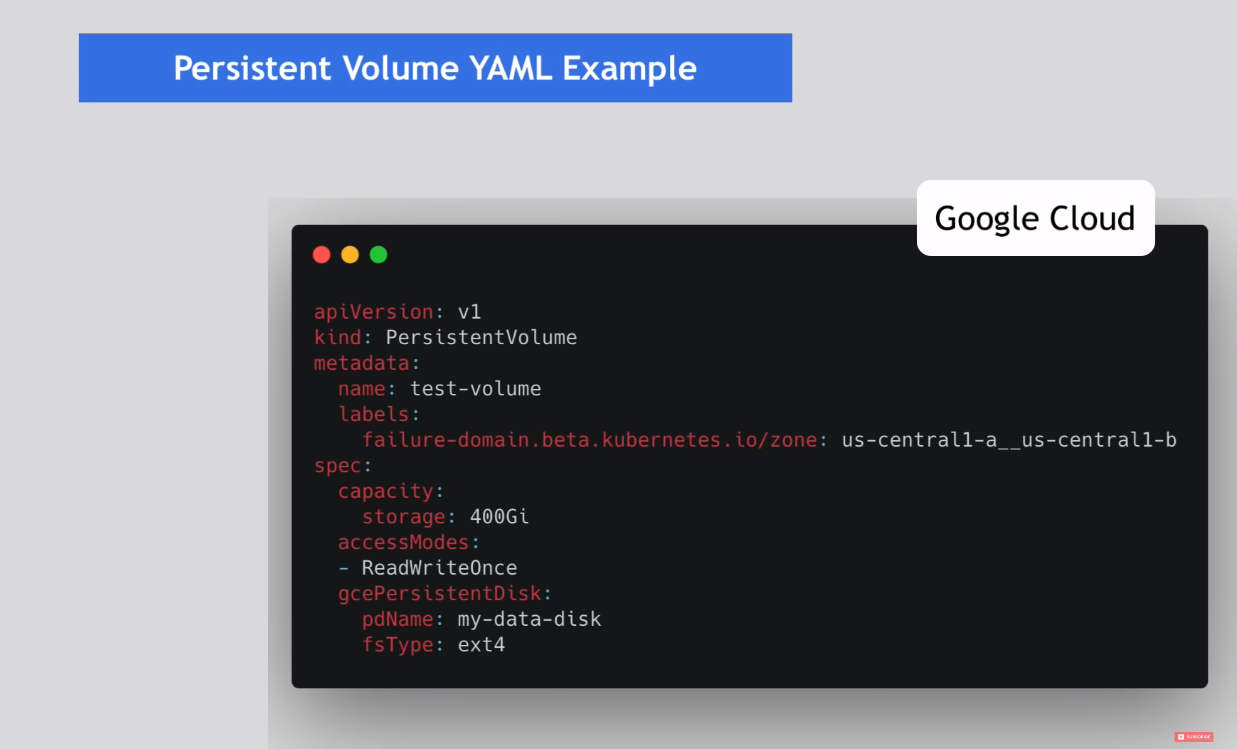 Persistent Volume YAML Example
Google Cloud
apiVersion: v1
kind: PersistentVolume
metadata:
  name: test-volume
  labels:
    failure-domain.beta.kubernetes.io/zone: us-central1-a__us-central1-b
spec:
  capacity:
    storage: 400Gi
  accessModes:
  - ReadWriteOnce
  gcePersistentDisk:
    pdName: my-data-disk
    fsType: ext4
SUBSCRIBE